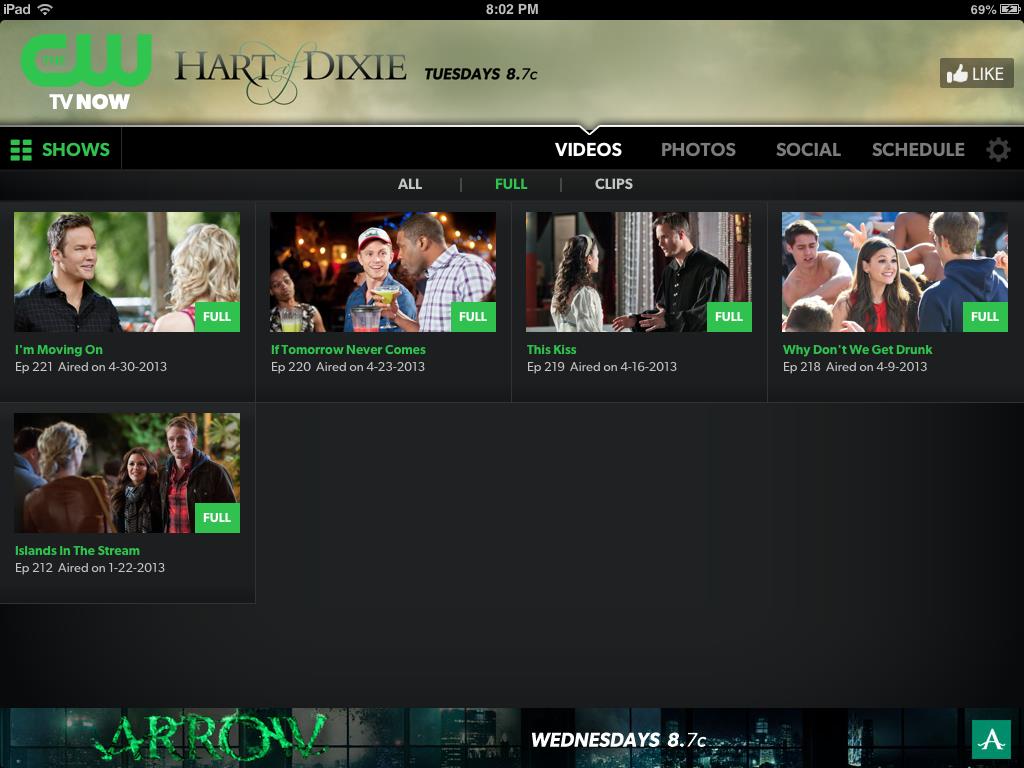 iPad 8:02 PM 69%
THE CW
TV NOW
HART of DIXIE
TUESDAYS 8.7c
LIKE
SHOWS
VIDEOS PHOTOS SOCIAL SCHEDULE
ALL | FULL | CLIPS
FULL
I'm Moving On
Ep 221 Aired on 4-30-2013
FULL
If Tomorrow Never Comes
Ep 220 Aired on 4-23-2013
FULL
This Kiss
Ep 219 Aired on 4-16-2013
FULL
Why Don't We Get Drunk
Ep 218 Aired on 4-9-2013
FULL
Islands In The Stream
Ep 212 Aired on 1-22-2013
ARROW
WEDNESDAYS 8.7c
A